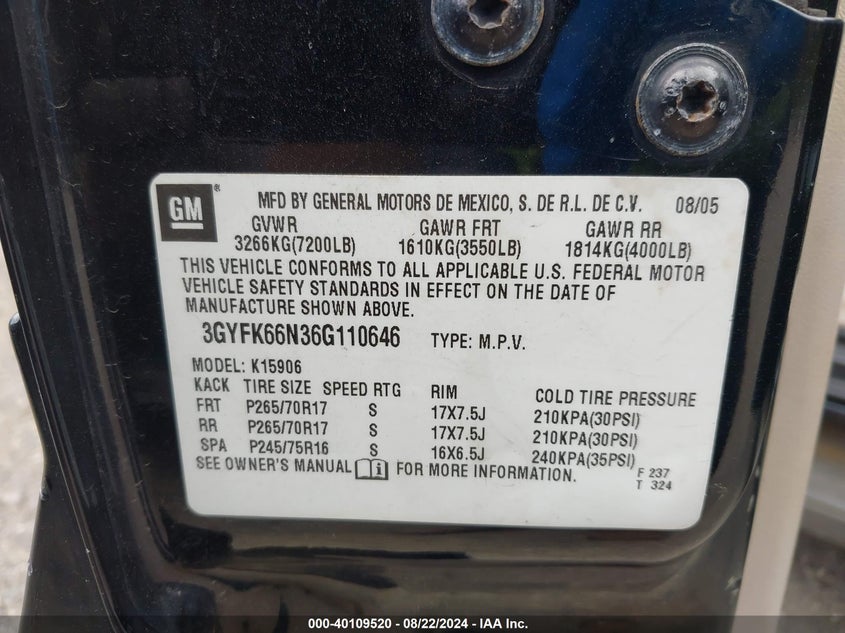 GM ® MFD BY GENERAL MOTORS DE MEXICO, S. DE R.L. DE C.V. 08/05
GVWR GAWR FRT GAWR RR
3266KG(7200LB) 1610KG(3550LB) 1814KG(4000LB)
THIS VEHICLE CONFORMS TO ALL APPLICABLE U.S. FEDERAL MOTOR
VEHICLE SAFETY STANDARDS IN EFFECT ON THE DATE OF
MANUFACTURE SHOWN ABOVE.
3GYFK66N36G110646 TYPE: M.P.V.
MODEL: K15906
KACK TIRE SIZE SPEED RTG RIM COLD TIRE PRESSURE
FRT P265/70R17 S 17X7.5J 210KPA(30PSI)
RR P265/70R17 S 17X7.5J 210KPA(30PSI)
SPA P245/75R16 S 16X6.5J 240KPA(35PSI)
SEE OWNER'S MANUAL FOR MORE INFORMATION.
F 237
T 324
000-40109520 - 08/22/2024 - IAA Inc.